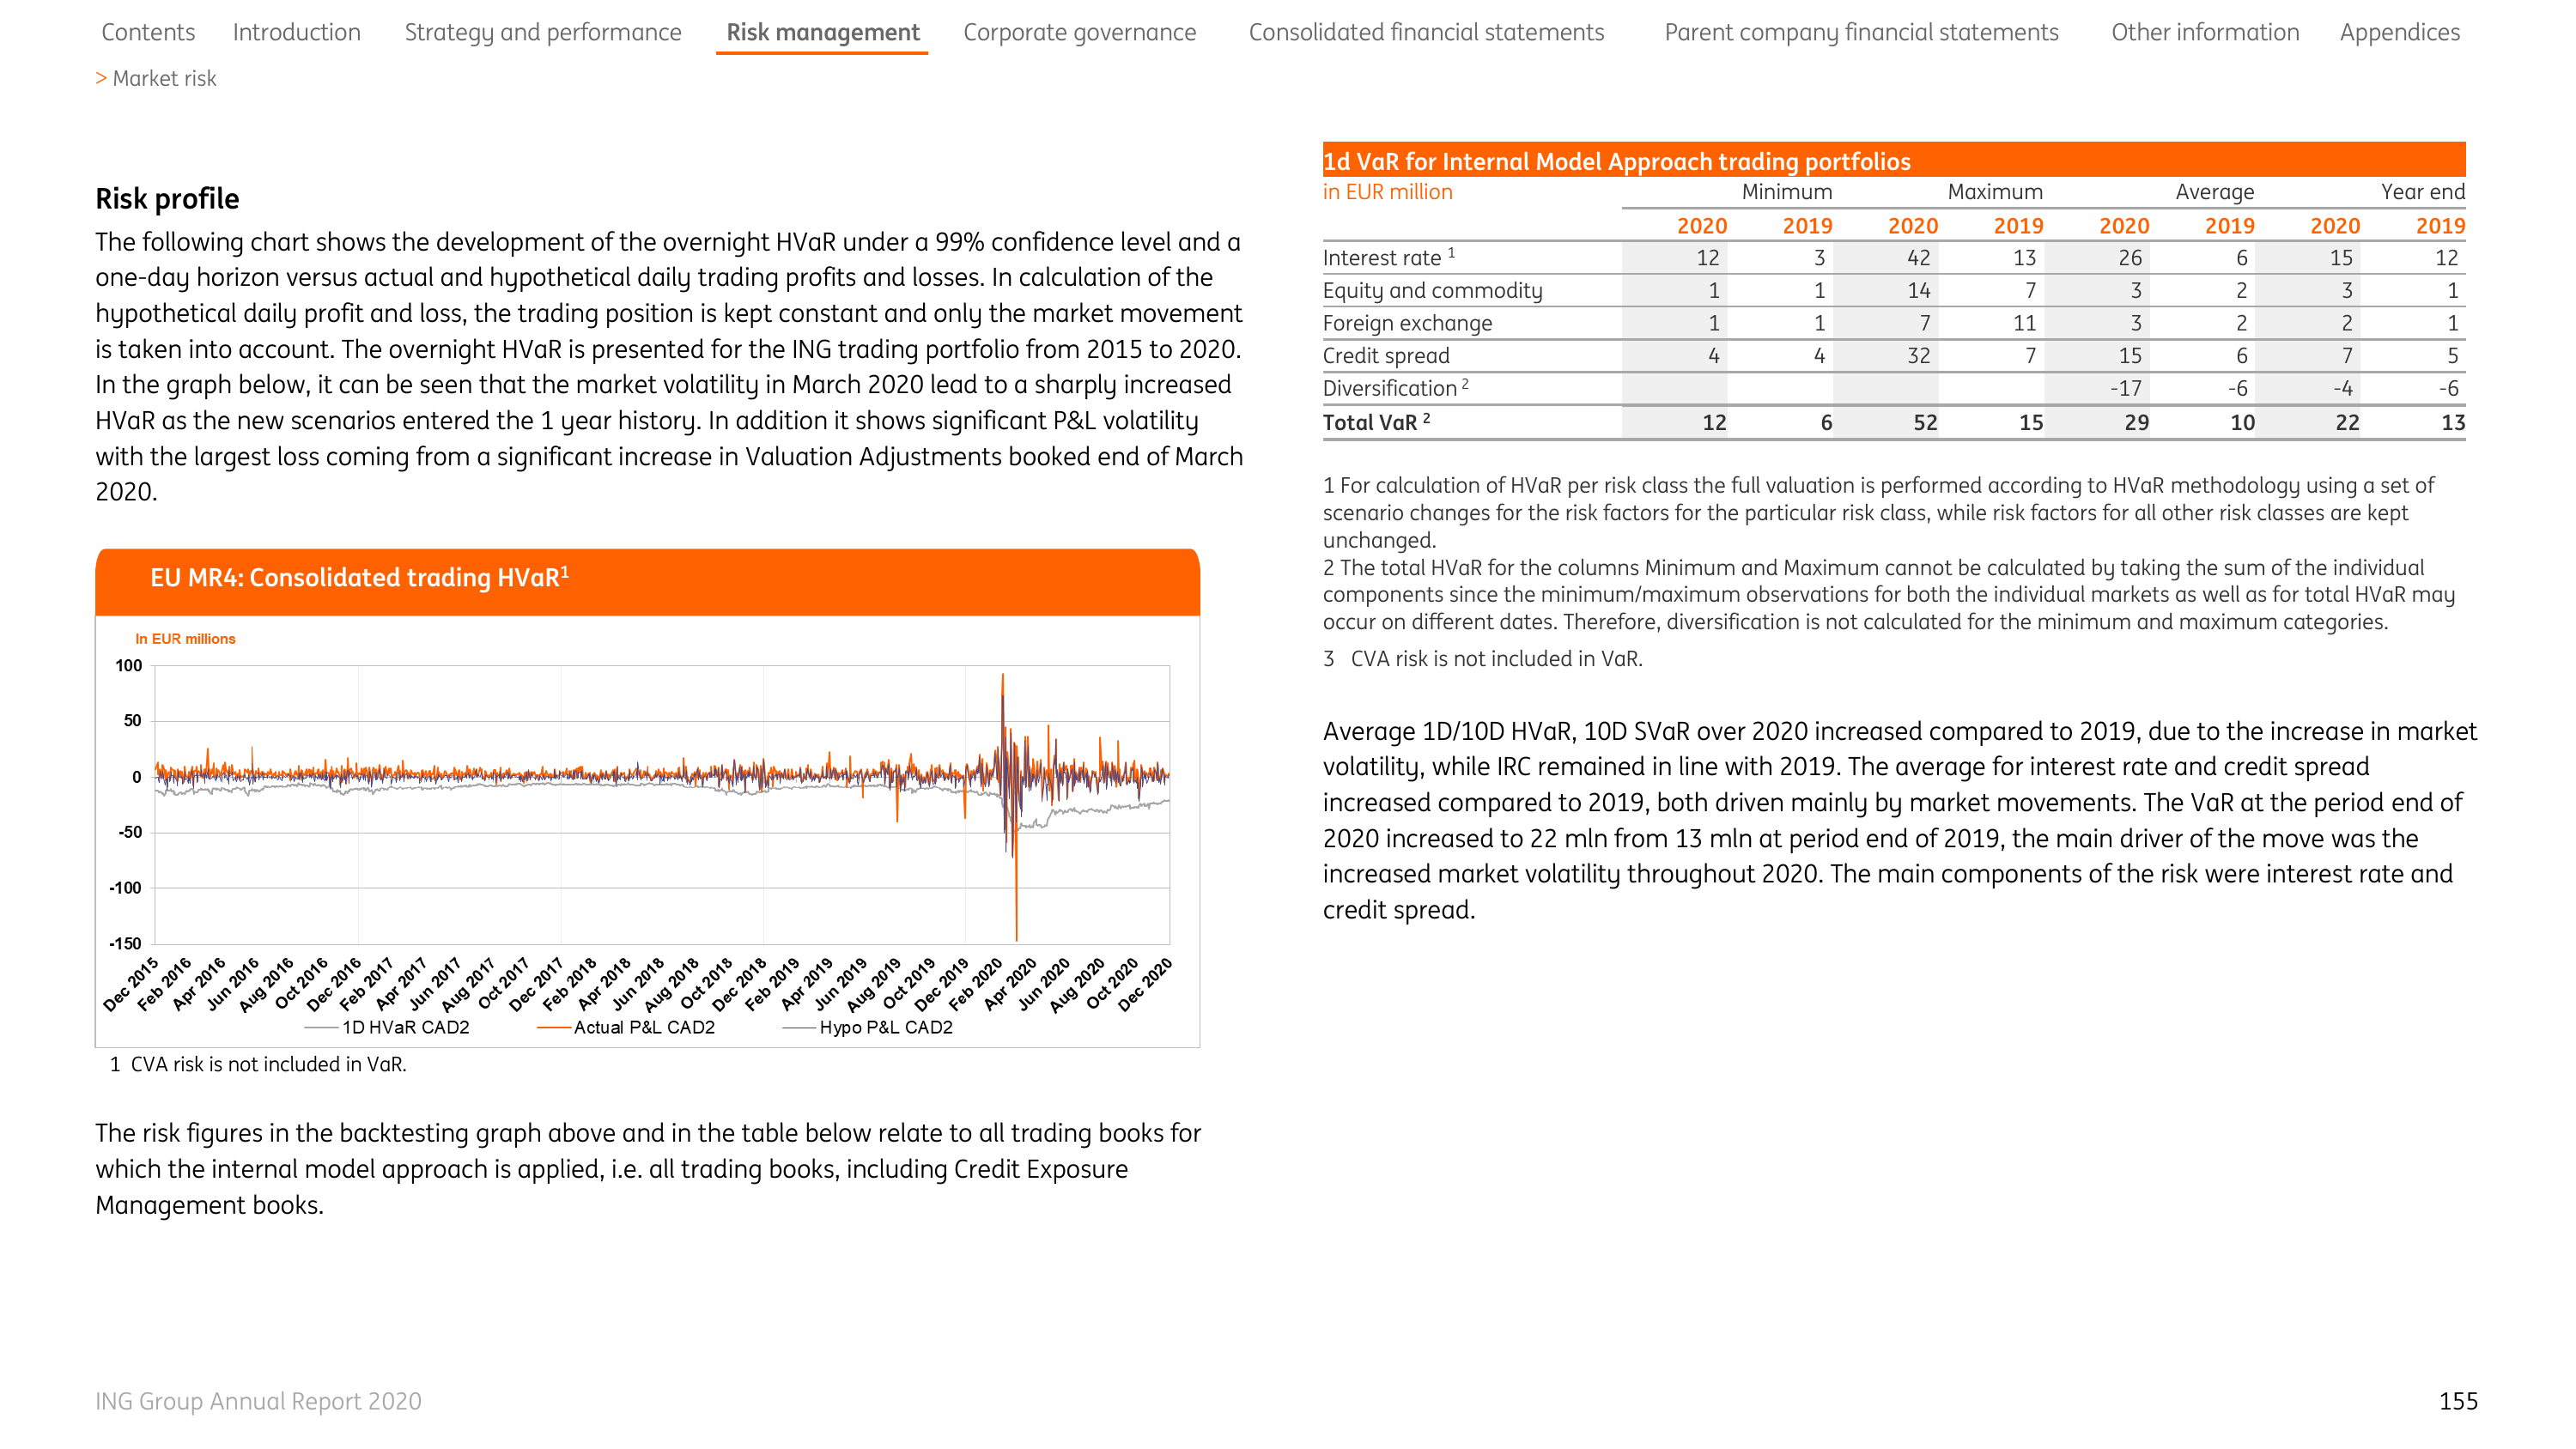 Contents Introduction Strategy and performance Risk management Corporate governance Consolidated financial statements Parent company financial statements Other information Appendices
> Market risk
Risk profile
The following chart shows the development of the overnight HVaR under a 99% confidence level and a
one-day horizon versus actual and hypothetical daily trading profits and losses. In calculation of the
hypothetical daily profit and loss, the trading position is kept constant and only the market movement
is taken into account. The overnight HVaR is presented for the ING trading portfolio from 2015 to 2020.
In the graph below, it can be seen that the market volatility in March 2020 lead to a sharply increased
HVaR as the new scenarios entered the 1 year history. In addition it shows significant P&L volatility
with the largest loss coming from a significant increase in Valuation Adjustments booked end of March
2020.
EU MR4: Consolidated trading HVaR1
In EUR millions
100
50
0
-50
-100
-150
Dec 2015 Feb 2016 Apr 2016 Jun 2016 Aug 2016 Oct 2016 Dec 2016 Feb 2017 Apr 2017 Jun 2017 Aug 2017 Oct 2017 Dec 2017 Feb 2018 Apr 2018 Jun 2018 Aug 2018 Oct 2018 Dec 2018 Feb 2019 Apr 2019 Jun 2019 Aug 2019 Oct 2019 Dec 2019 Feb 2020 Apr 2020 Jun 2020 Aug 2020 Oct 2020 Dec 2020
1D HVaR CAD2 Actual P&L CAD2 Hypo P&L CAD2
1 CVA risk is not included in VaR.
The risk figures in the backtesting graph above and in the table below relate to all trading books for
which the internal model approach is applied, i.e. all trading books, including Credit Exposure
Management books.
1d VaR for Internal Model Approach trading portfolios
in EUR million Minimum Maximum Average Year end
2020 2019 2020 2019 2020 2019 2020 2019
Interest rate 1 12 3 42 13 26 6 15 12
Equity and commodity 1 1 14 7 3 2 3 1
Foreign exchange 1 1 7 11 3 2 2 1
Credit spread 4 4 32 7 15 6 7 5
Diversification 2 -17 -6 -4 -6
Total VaR 2 12 6 52 15 29 10 22 13
1 For calculation of HVaR per risk class the full valuation is performed according to HVaR methodology using a set of
scenario changes for the risk factors for the particular risk class, while risk factors for all other risk classes are kept
unchanged.
2 The total HVaR for the columns Minimum and Maximum cannot be calculated by taking the sum of the individual
components since the minimum/maximum observations for both the individual markets as well as for total HVaR may
occur on different dates. Therefore, diversification is not calculated for the minimum and maximum categories.
3 CVA risk is not included in VaR.
Average 1D/10D HVaR, 10D SVaR over 2020 increased compared to 2019, due to the increase in market
volatility, while IRC remained in line with 2019. The average for interest rate and credit spread
increased compared to 2019, both driven mainly by market movements. The VaR at the period end of
2020 increased to 22 mln from 13 mln at period end of 2019, the main driver of the move was the
increased market volatility throughout 2020. The main components of the risk were interest rate and
credit spread.
ING Group Annual Report 2020
155